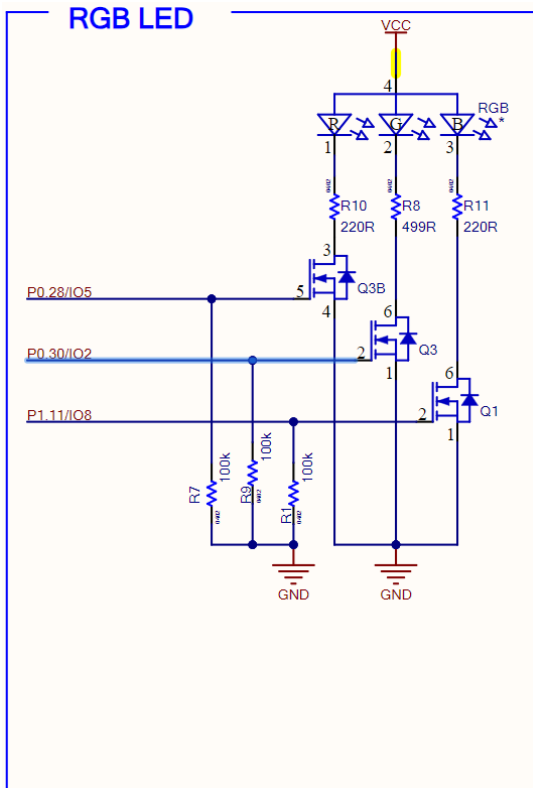 RGB LED
VCC
4
R
G
B
RGB
*
1
2
3
R10
R8
R11
220R
499R
220R
3
Q3B
5
P0.28/IO5
4
6
Q3
P0.30/IO2
2
1
6
Q1
P1.11/IO8
2
1
100k
100k
100k
R7
R9
R1
GND
GND